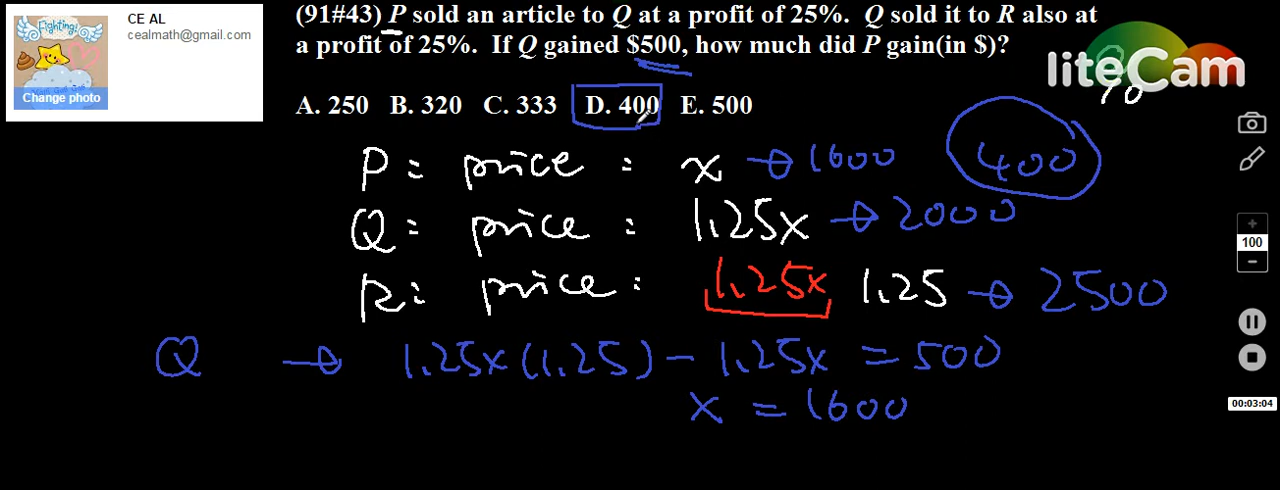 CE AL
cealmath@gmail.com
Fighting!
Change photo
(91#43) P sold an article to Q at a profit of 25%. Q sold it to R also at
a profit of 25%. If Q gained $500, how much did P gain(in $)?
liteCam
A. 250 B. 320 C. 333 D. 400 E. 500
P = price = x → 1600 400
Q = price = 1.25x → 2000
R = price = 1.25x 1.25 → 2500
Q → 1.25x(1.25) - 1.25x = 500
x = 1600
100
00:03:04